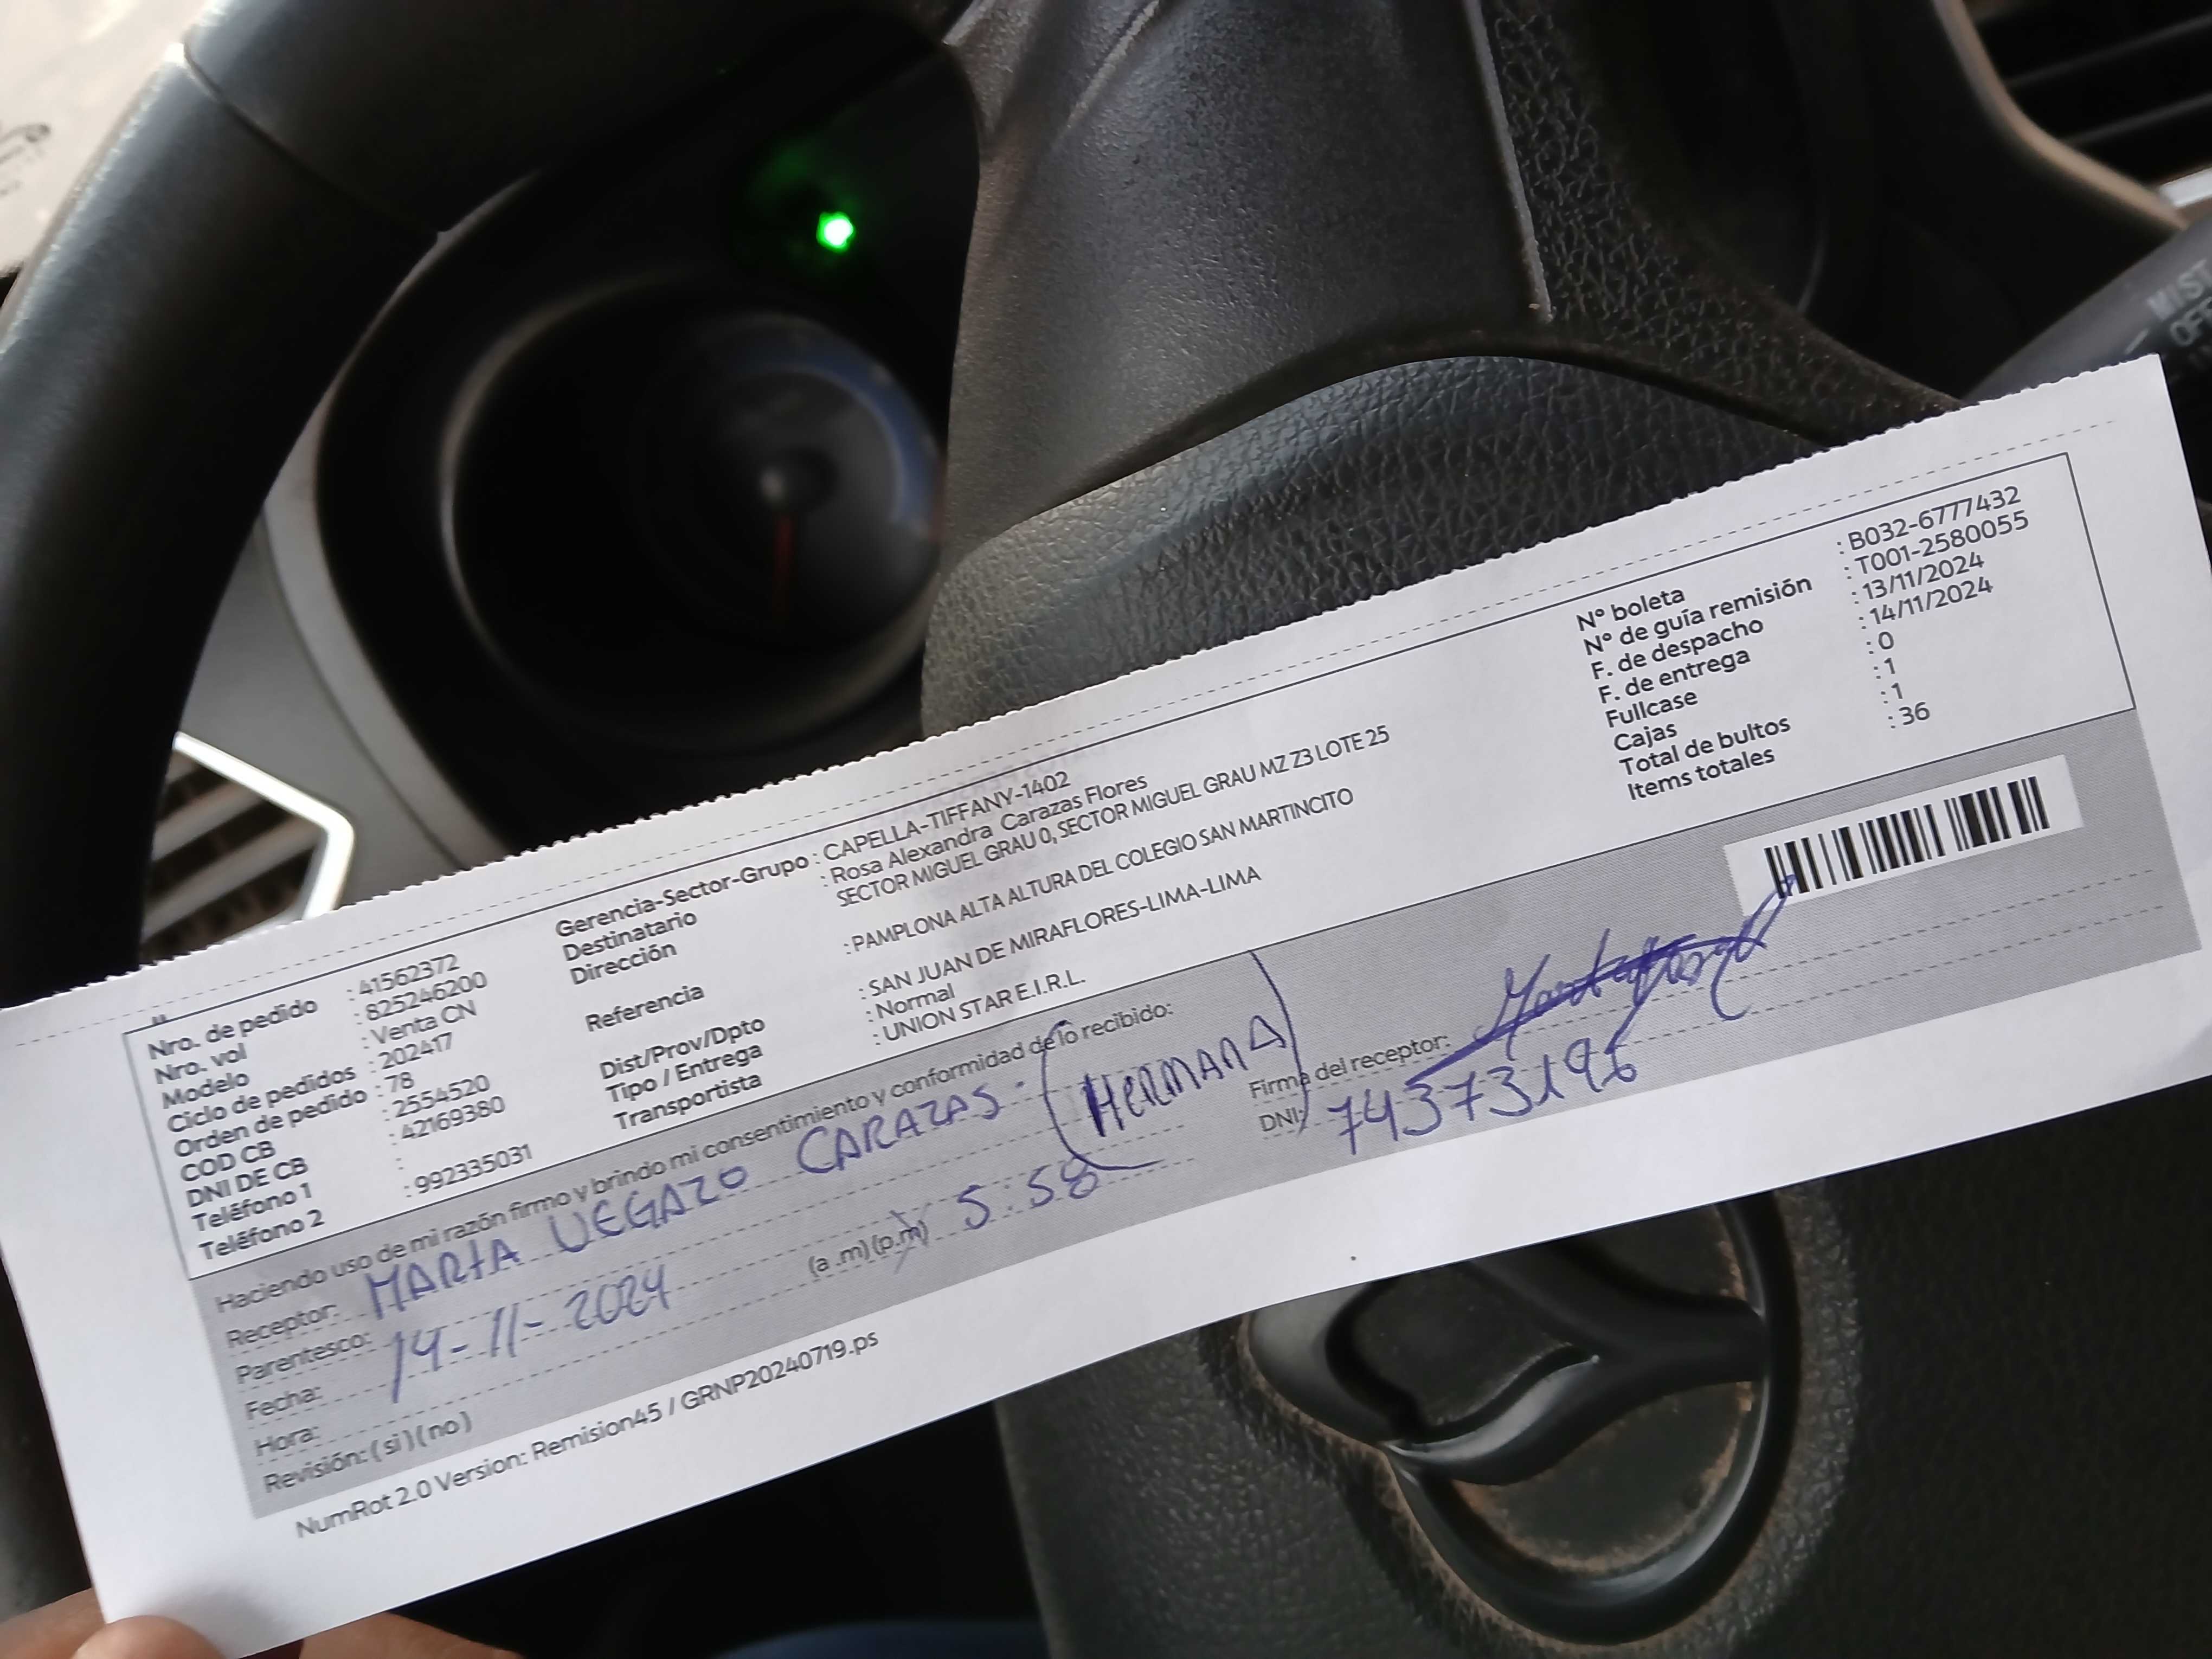 Nro. de pedido : 41562372
Nro. vol : 825246200
Modelo : Venta CN
Ciclo de pedidos : 202417
Orden de pedido : 78
COD CB : 2554520
DNI DE CB : 42169380
Teléfono 1 :
Teléfono 2 : 992335031
Gerencia-Sector-Grupo : CAPELLA-TIFFANY-1402
Destinatario : Rosa Alexandra Carazas Flores
Dirección SECTOR MIGUEL GRAU 0, SECTOR MIGUEL GRAU MZ Z3 LOTE 25
Referencia : PAMPLONA ALTA ALTURA DEL COLEGIO SAN MARTINCITO
Dist/Prov/Dpto : SAN JUAN DE MIRAFLORES-LIMA-LIMA
Tipo / Entrega : Normal
Transportista : UNION STAR E.I.R.L.
N° boleta : B032-6777432
N° de guía remisión : T001-2580055
F. de despacho : 13/11/2024
F. de entrega : 14/11/2024
Fullcase : 0
Cajas : 1
Total de bultos : 1
Items totales : 36
Haciendo uso de mi razón firmo y brindo mi consentimiento y conformidad de lo recibido:
Receptor: MARIA VEGAZO CARAZAS. (HERMANA)
Parentesco:
Fecha: 14-11-2024
Hora: (a .m) (p.m) 5:58
Revisión: ( si ) ( no )
Firma del receptor:
DNI: 74373196
NumRot 2.0 Version: Remision45 / GRNP20240719.ps
MIST